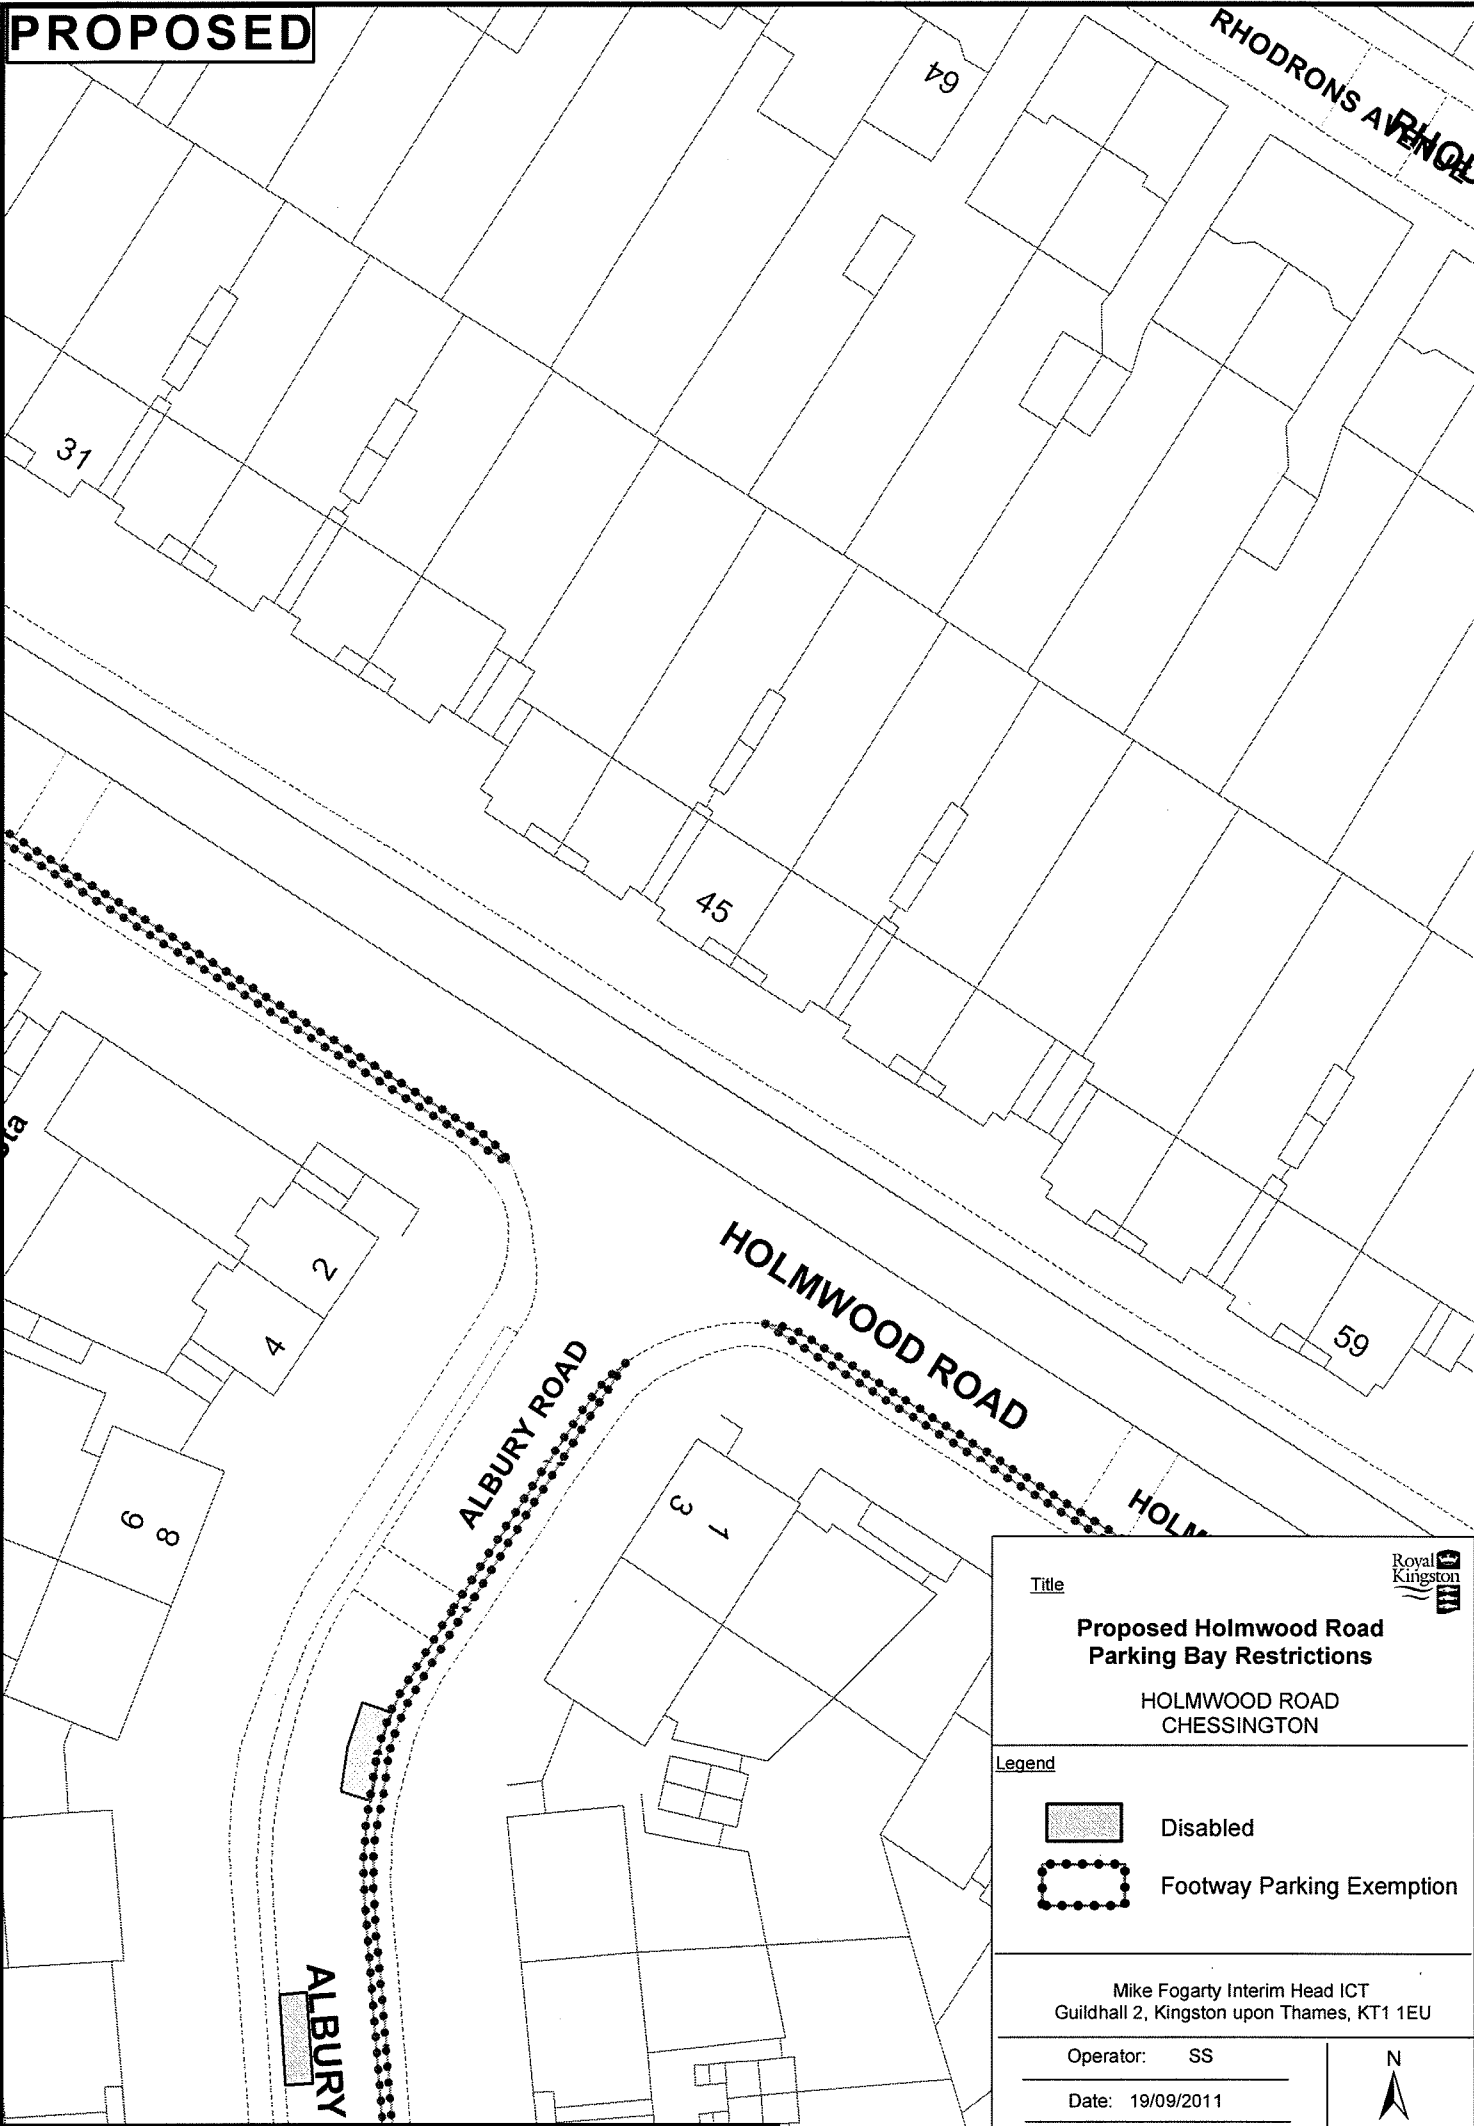 PROPOSED
RHODRONS AVENUE
64
31
45
59
2
4
6
8
3
1
HOLMWOOD ROAD
ALBURY ROAD
ALBURY
Title
Royal
Kingston
Proposed Holmwood Road
Parking Bay Restrictions
HOLMWOOD ROAD
CHESSINGTON
Legend
Disabled
Footway Parking Exemption
Mike Fogarty Interim Head ICT
Guildhall 2, Kingston upon Thames, KT1 1EU
Operator: SS
Date: 19/09/2011
N